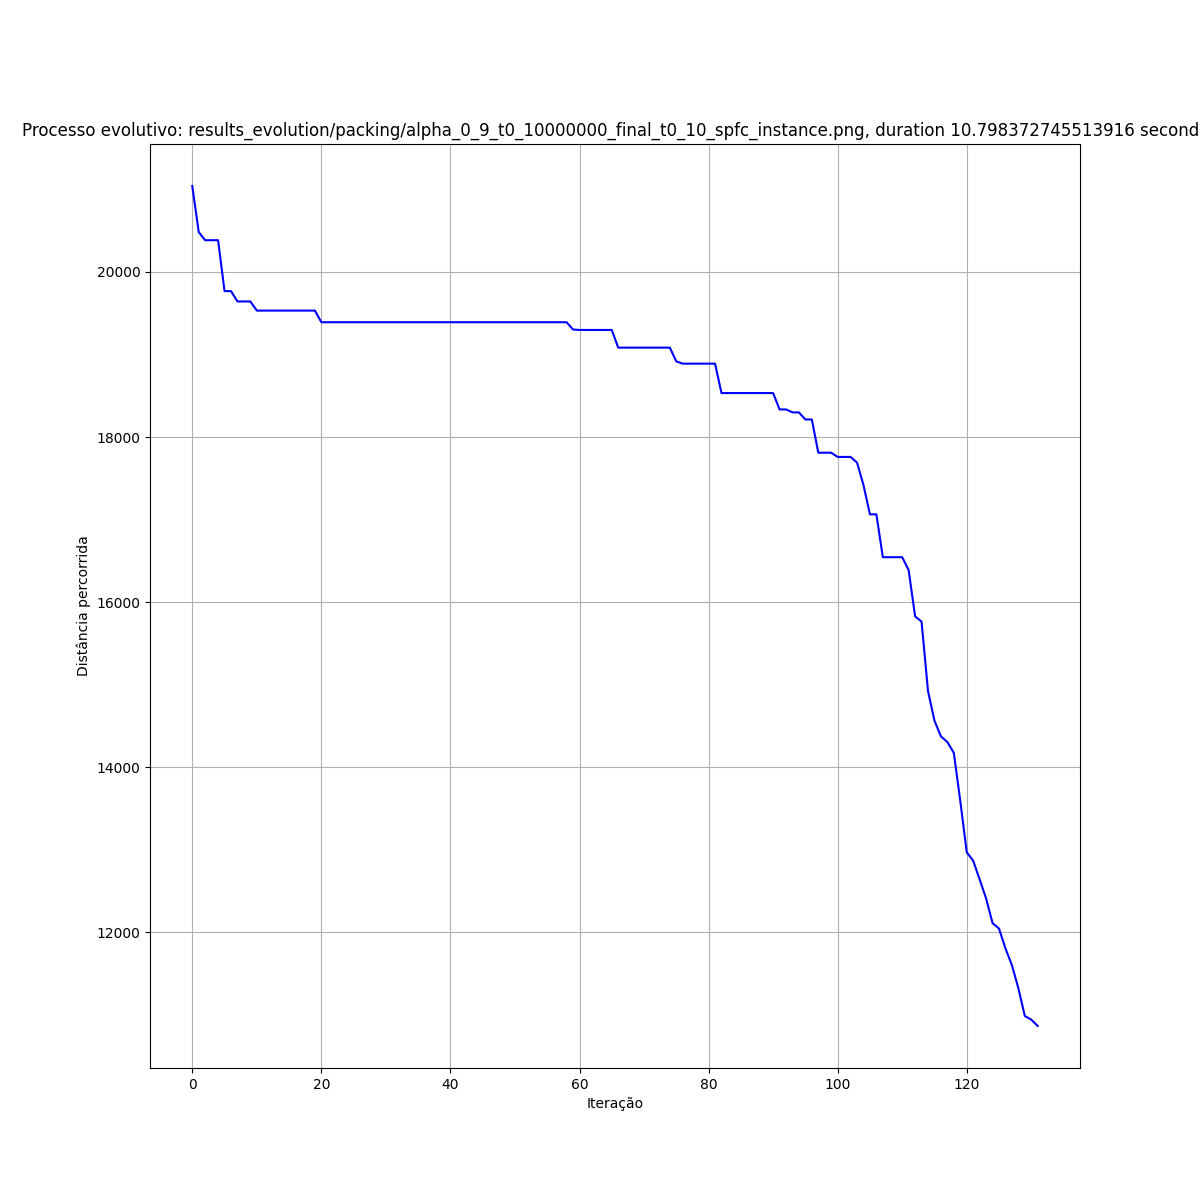 Processo evolutivo: results_evolution/packing/alpha_0_9_t0_10000000_final_t0_10_spfc_instance.png, duration 10.798372745513916 second
20000
18000
16000
14000
12000
Distância percorrida
0 20 40 60 80 100 120
Iteração